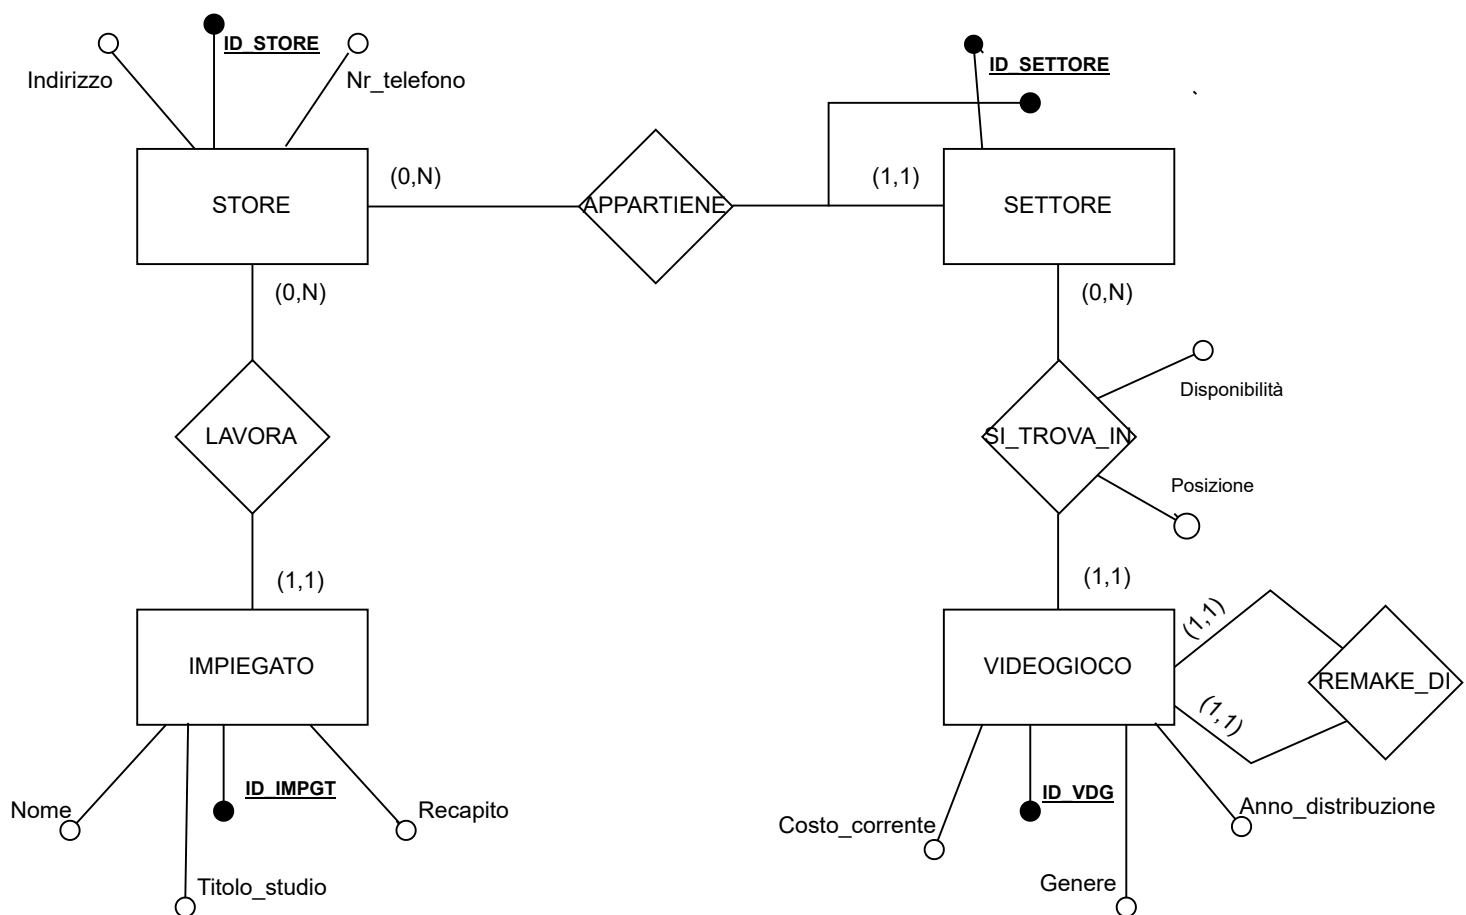 ID_STORE
Indirizzo
Nr_telefono
ID_SETTORE
(0,N)
(1,1)
STORE
APPARTIENE
SETTORE
(0,N)
(0,N)
Disponibilità
LAVORA
SI_TROVA_IN
Posizione
(1,1)
(1,1)
(1,1)
IMPIEGATO
VIDEOGIOCO
REMAKE_DI
(1,1)
ID_IMPGT
ID_VDG
Nome
Recapito
Costo_corrente
Anno_distribuzione
Titolo_studio
Genere